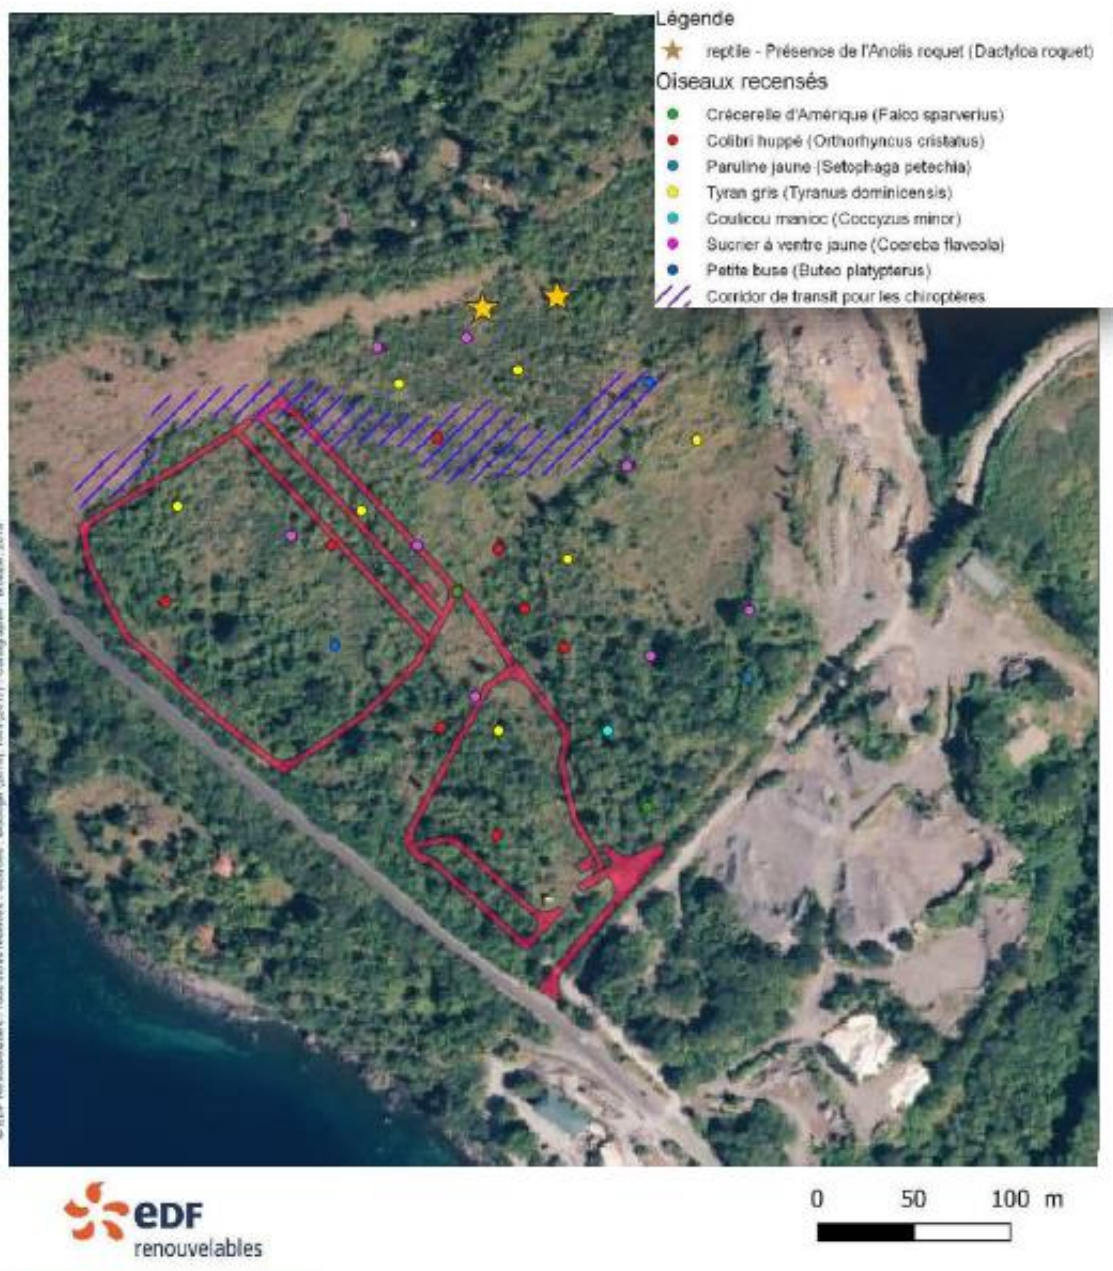 Légende
reptile - Présence de l'Anolis roquet (Dactyloa roquet)
Oiseaux recensés
Crécerelle d'Amérique (Falco sparverius)
Colibri huppé (Orthorhyncus cristatus)
Paruline jaune (Setophaga petechia)
Tyran gris (Tyranus dominicensis)
Coulicou manioc (Coccyzus minor)
Sucrier à ventre jaune (Coereba flaveola)
Petite buse (Buteo platypterus)
Corridor de transit pour les chiroptères
eDF
renouvelables
0 50 100 m